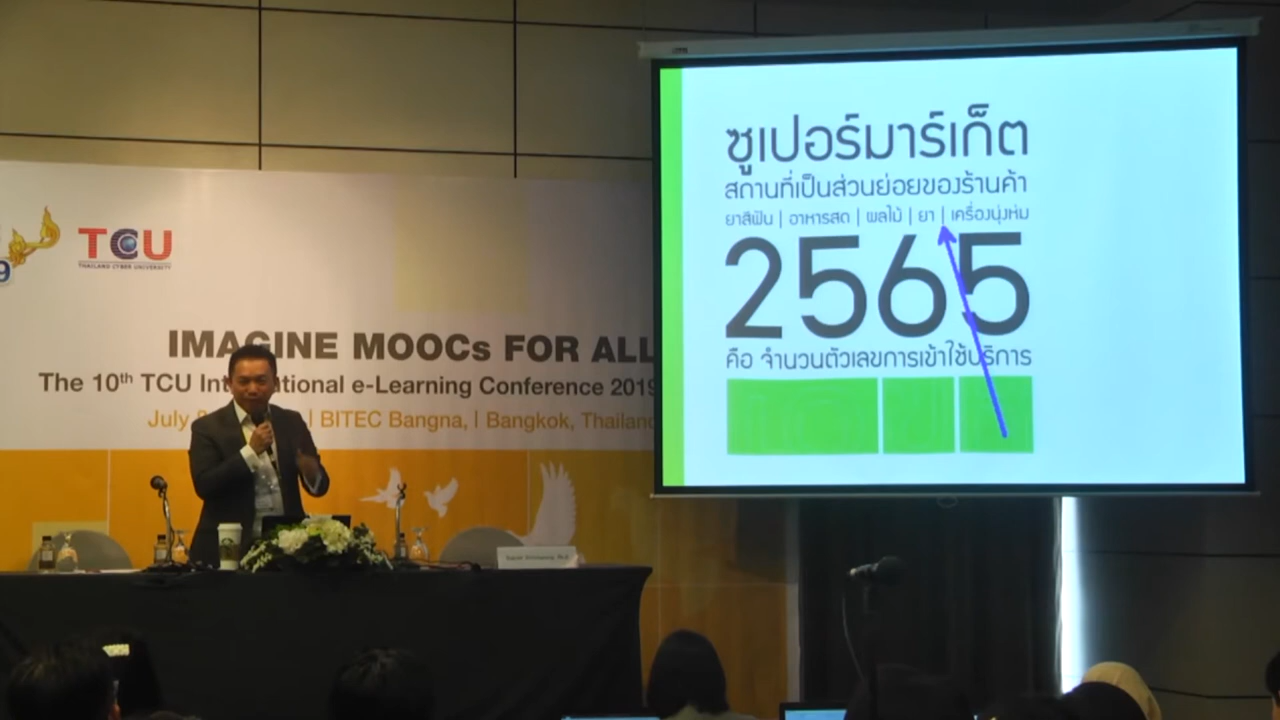 9
TCU
THAILAND CYBER UNIVERSITY
IMAGINE MOOCs FOR ALL
The 10th TCU International e-Learning Conference 2019
July | BITEC Bangna, | Bangkok, Thailand
ซูเปอร์มาร์เก็ต
สถานที่เป็นส่วนย่อยของร้านค้า
ยาสีฟัน | อาหารสด | ผลไม้ | ยา | เครื่องนุ่งห่ม
2565
คือ จำนวนตัวเลขการเข้าใช้บริการ